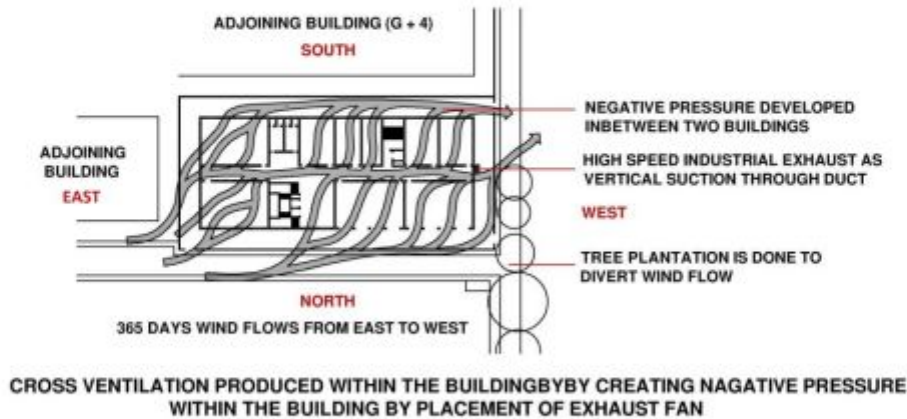 ADJOINING BUILDING (G + 4)
SOUTH
NEGATIVE PRESSURE DEVELOPED
INBETWEEN TWO BUILDINGS
ADJOINING
BUILDING
EAST
HIGH SPEED INDUSTRIAL EXHAUST AS
VERTICAL SUCTION THROUGH DUCT
WEST
TREE PLANTATION IS DONE TO
DIVERT WIND FLOW
NORTH
365 DAYS WIND FLOWS FROM EAST TO WEST
CROSS VENTILATION PRODUCED WITHIN THE BUILDINGBYBY CREATING NAGATIVE PRESSURE
WITHIN THE BUILDING BY PLACEMENT OF EXHAUST FAN